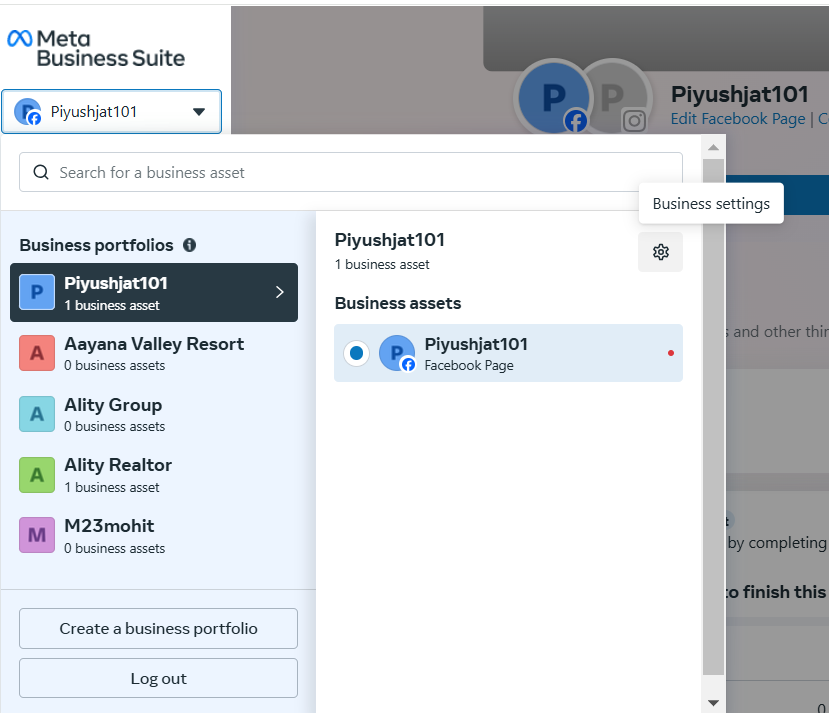 Meta
Business Suite
P
Piyushjat101
P
P
Piyushjat101
Edit Facebook Page |
Search for a business asset
Business settings
Business portfolios
P
Piyushjat101
1 business asset
A
Aayana Valley Resort
0 business assets
A
Ality Group
0 business assets
A
Ality Realtor
1 business asset
M
M23mohit
0 business assets
Create a business portfolio
Log out
Piyushjat101
1 business asset
Business assets
P
Piyushjat101
Facebook Page
and other
by completing
to finish this
0